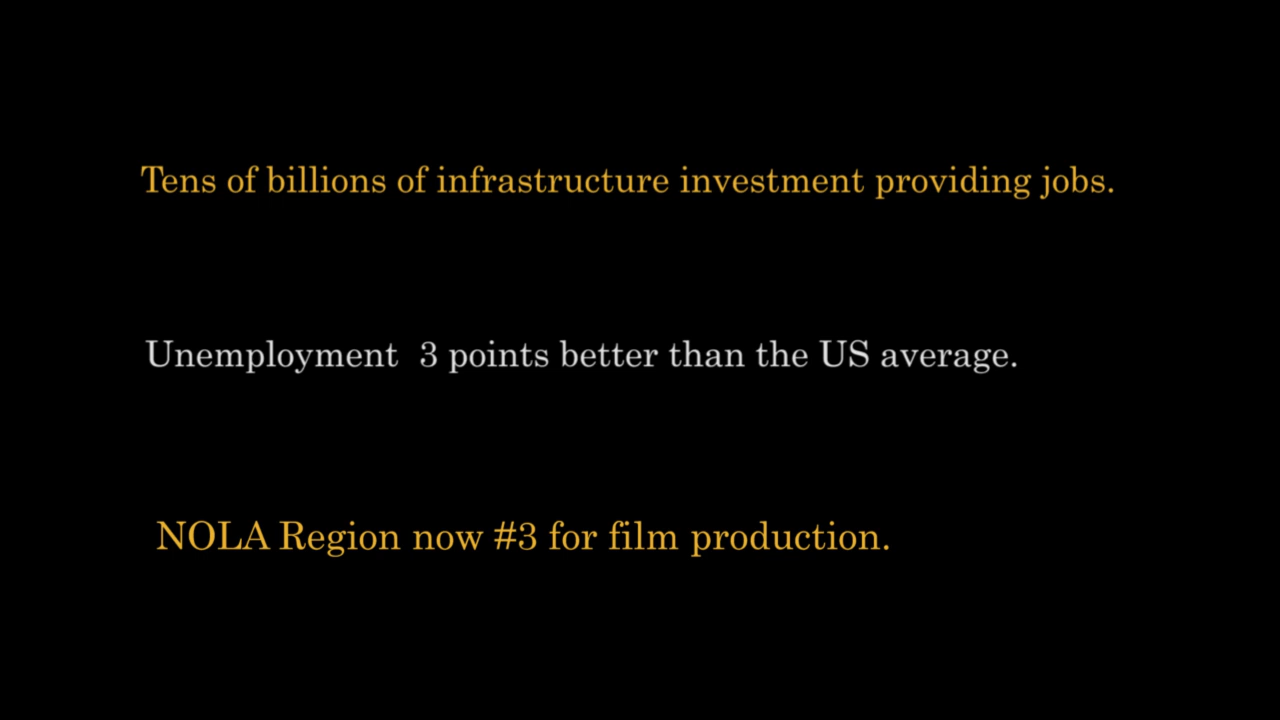 Tens of billions of infrastructure investment providing jobs.
Unemployment  3 points better than the US average.
NOLA Region now #3 for film production.